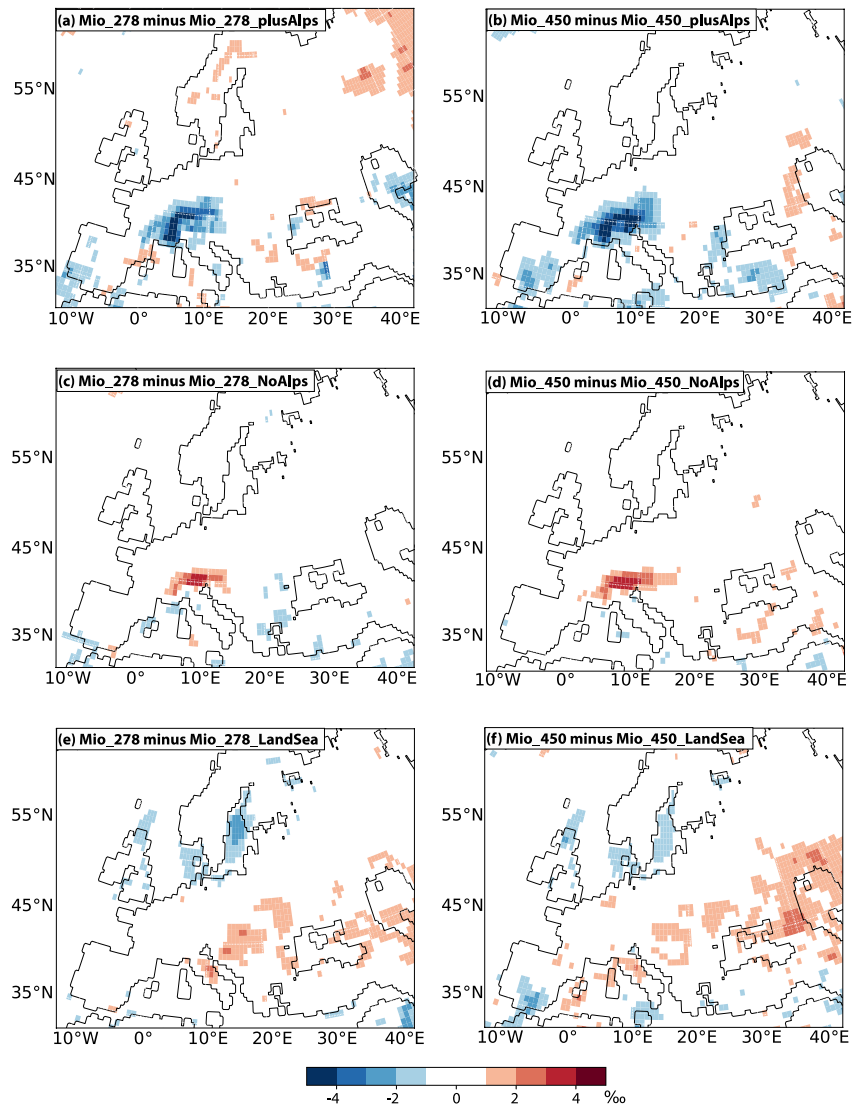 (a) Mio_278 minus Mio_278_plusAlps
(b) Mio_450 minus Mio_450_plusAlps
55°N
45°N
35°N
10°W 0° 10°E 20°E 30°E 40°E
55°N
45°N
35°N
10°W 0° 10°E 20°E 30°E 40°E
(c) Mio_278 minus Mio_278_NoAlps
(d) Mio_450 minus Mio_450_NoAlps
55°N
45°N
35°N
10°W 0° 10°E 20°E 30°E 40°E
55°N
45°N
35°N
10°W 0° 10°E 20°E 30°E 40°E
(e) Mio_278 minus Mio_278_LandSea
(f) Mio_450 minus Mio_450_LandSea
55°N
45°N
35°N
10°W 0° 10°E 20°E 30°E 40°E
55°N
45°N
35°N
10°W 0° 10°E 20°E 30°E 40°E
-4 -2 0 2 4 ‰